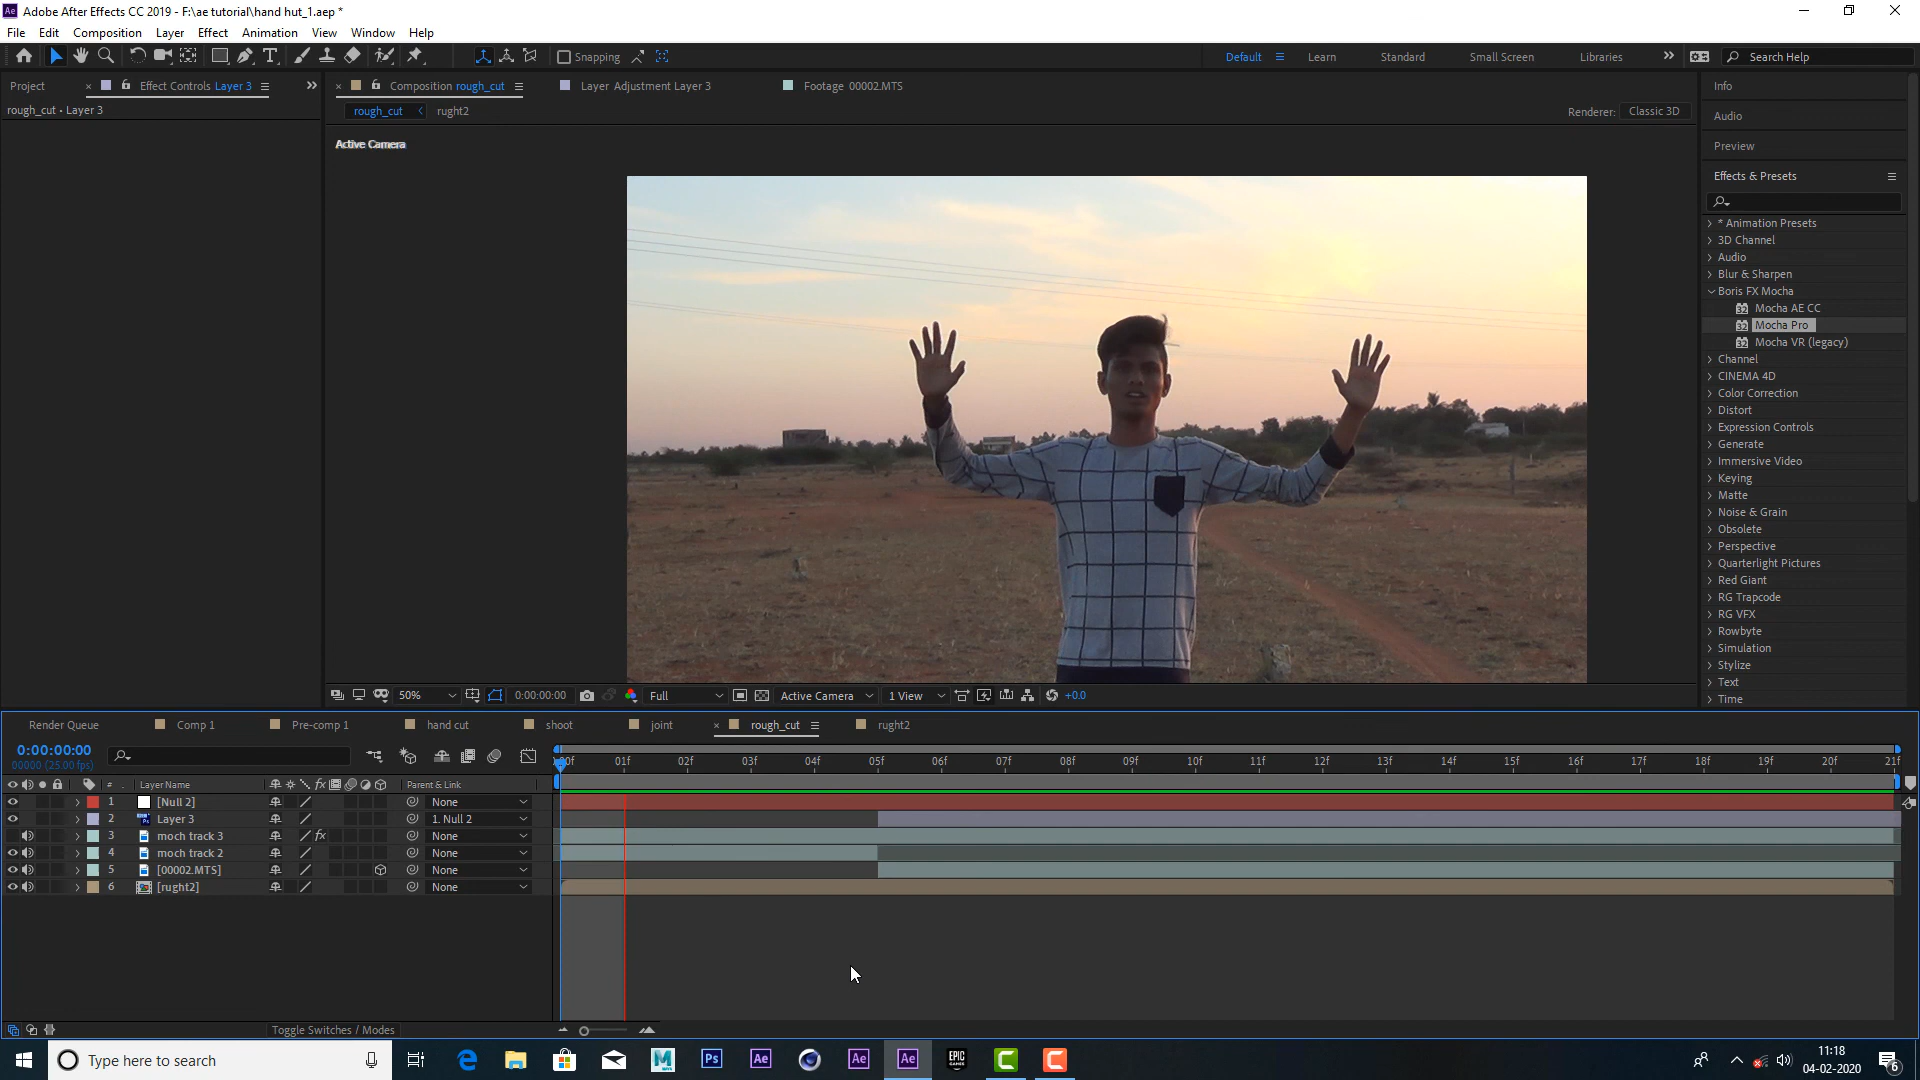 Adobe After Effects CC 2019 - F:\ae tutorial\hand hut_1.aep *
File Edit Composition Layer Effect Animation View Window Help
Snapping Default Learn Standard Small Screen Libraries Search Help
Project Effect Controls Layer 3 Composition rough_cut Layer Adjustment Layer 3 Footage 00002.MTS Info
rough_cut • Layer 3 rough_cut rught2 Renderer: Classic 3D Audio
Active Camera Preview
Effects & Presets
* Animation Presets
3D Channel
Audio
Blur & Sharpen
Boris FX Mocha
Mocha AE CC
Mocha Pro
Mocha VR (legacy)
Channel
CINEMA 4D
Color Correction
Distort
Expression Controls
Generate
Immersive Video
Keying
Matte
Noise & Grain
Obsolete
Perspective
Quarterlight Pictures
Red Giant
RG Trapcode
RG VFX
Rowbyte
Simulation
Stylize
Text
Time
50% 0:00:00:00 Full Active Camera 1 View +0.0
Render Queue Comp 1 Pre-comp 1 hand cut shoot joint rough_cut rught2
0:00:00:00
00000 (25.00 fps)
00f 01f 02f 03f 04f 05f 06f 07f 08f 09f 10f 11f 12f 13f 14f 15f 16f 17f 18f 19f 20f 21f
# Layer Name Parent & Link
1 [Null 2] None
2 Layer 3 1. Null 2
3 moch track 3 fx None
4 moch track 2 None
5 [00002.MTS] None
6 [rught2] None
Toggle Switches / Modes
Type here to search
11:18
04-02-2020
6